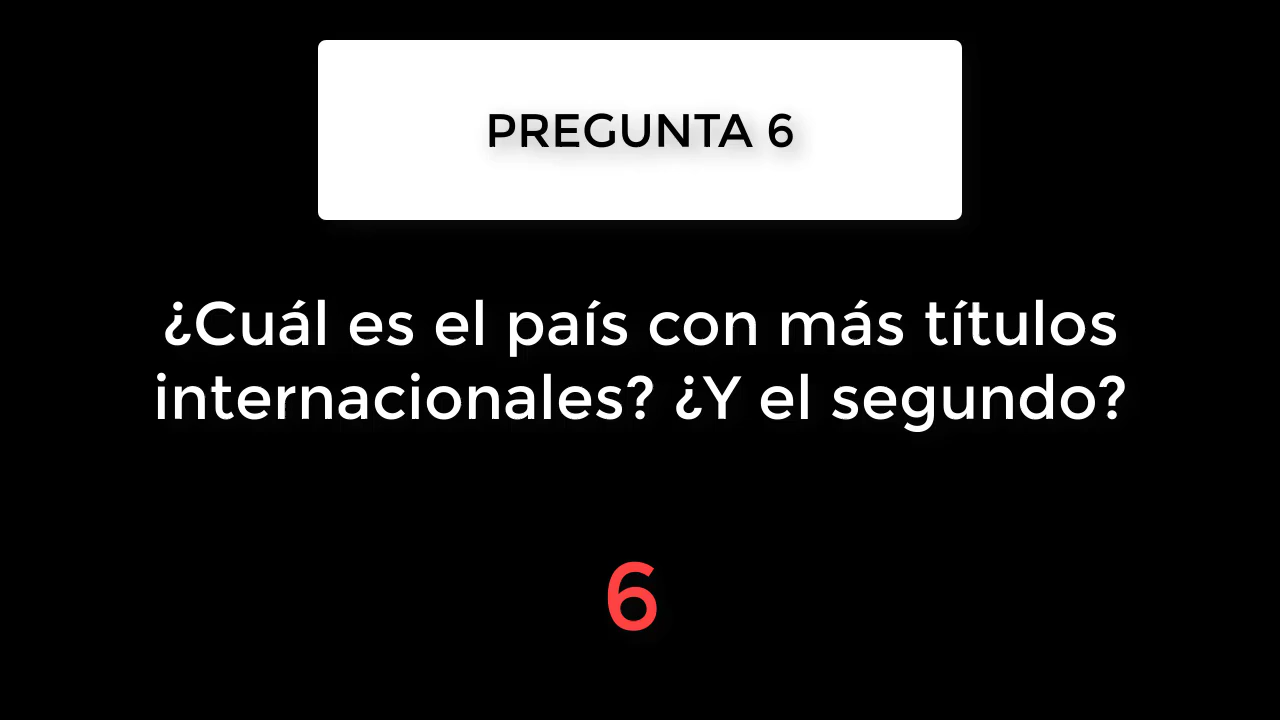 PREGUNTA 6
¿Cuál es el país con más títulos
internacionales? ¿Y el segundo?
6